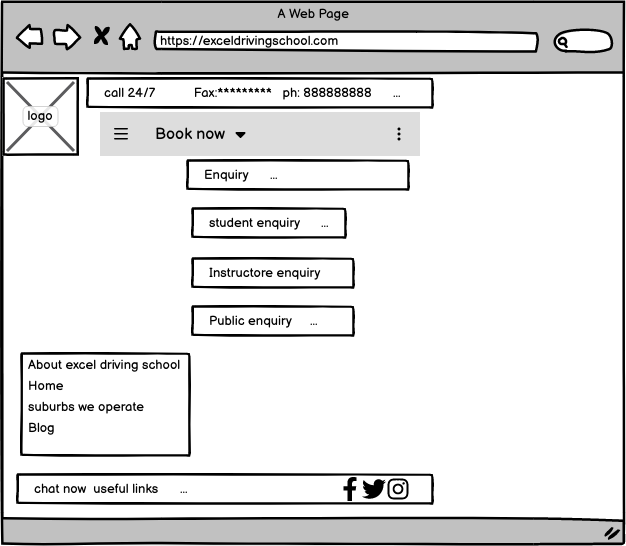 A Web Page
https://exceldrivingschool.com
logo
call 24/7 Fax:********* ph: 888888888 ...
Book now
Enquiry ...
student enquiry ...
Instructore enquiry
Public enquiry ...
About excel driving school
Home
suburbs we operate
Blog
chat now useful links ...